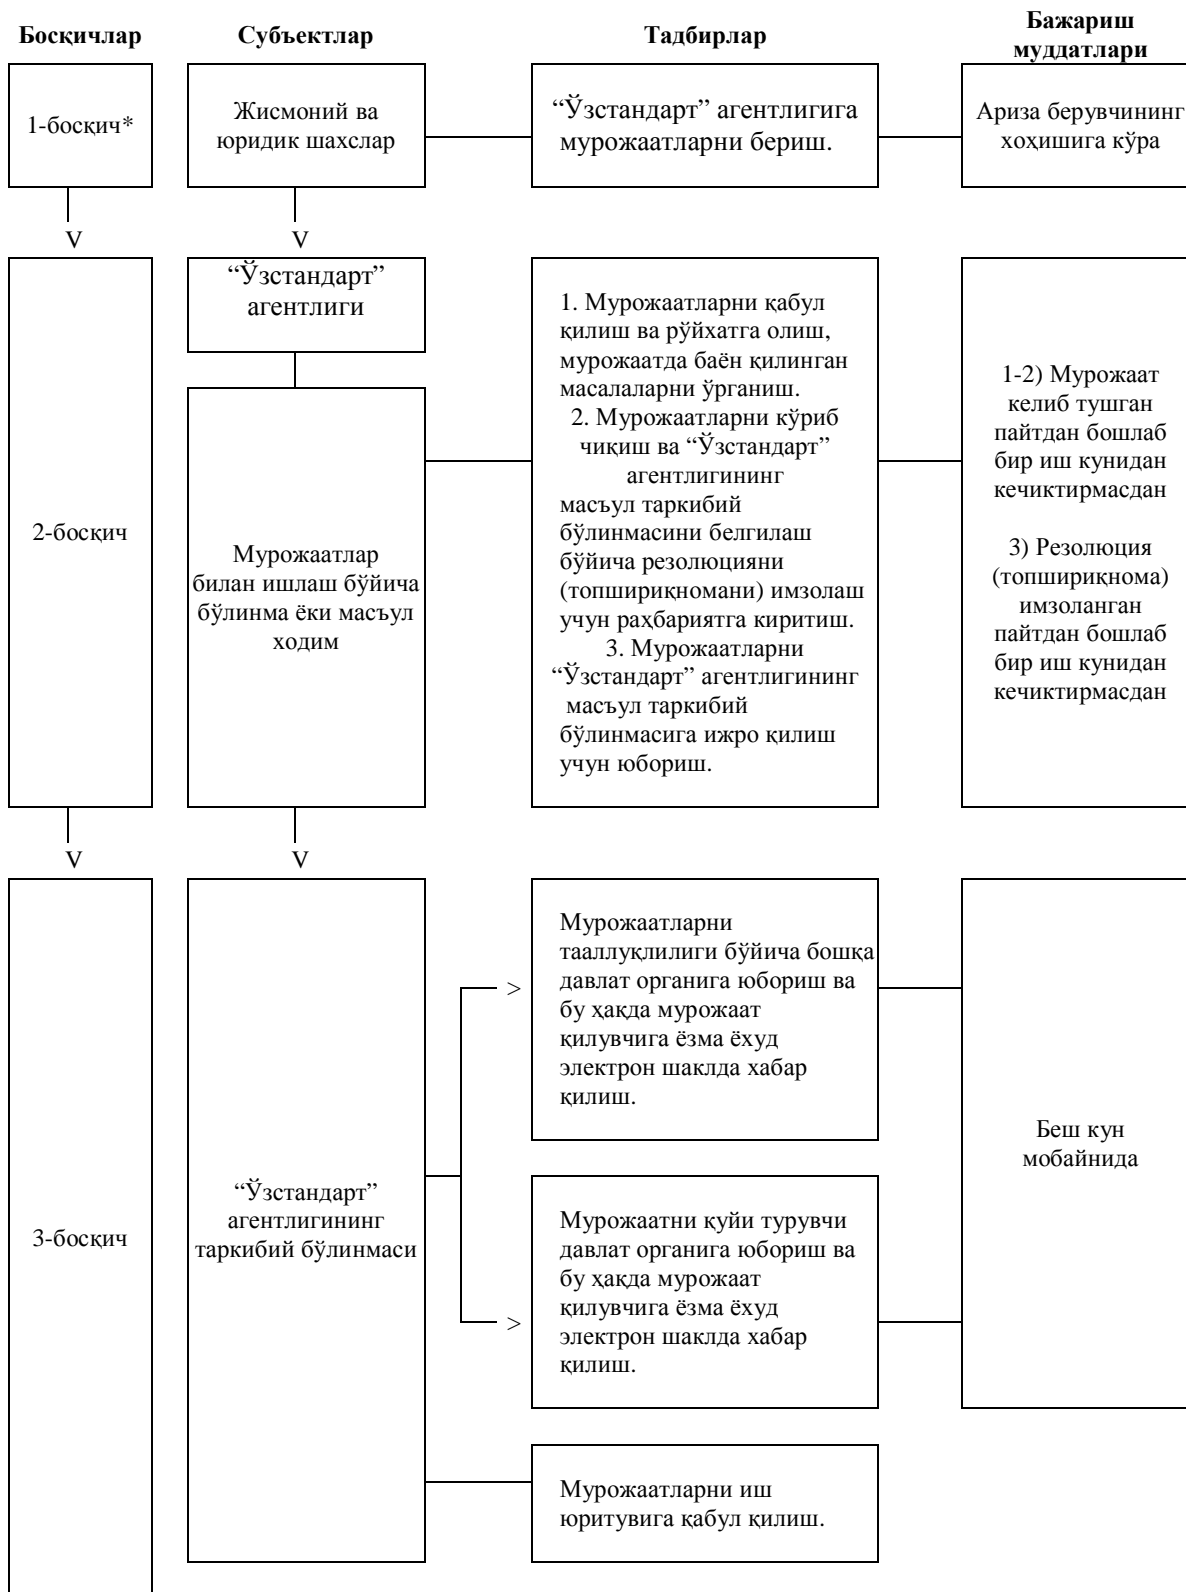 Босқичлар
Субъектлар
Тадбирлар
Бажариш
муддатлари
1-босқич*
Жисмоний ва
юридик шахслар
“Ўзстандарт” агентлигига
мурожаатларни бериш.
Ариза берувчининг
хоҳишига кўра
V
V
2-босқич
“Ўзстандарт”
агентлиги
Мурожаатлар
билан ишлаш бўйича
бўлинма ёки масъул
ходим
1. Мурожаатларни қабул
қилиш ва рўйхатга олиш,
мурожаатда баён қилинган
масалаларни ўрганиш.
2. Мурожаатларни кўриб
чиқиш ва “Ўзстандарт”
агентлигининг
масъул таркибий
бўлинмасини белгилаш
бўйича резолюцияни
(топшириқномани) имзолаш
учун раҳбариятга киритиш.
3. Мурожаатларни
“Ўзстандарт” агентлигининг
масъул таркибий
бўлинмасига ижро қилиш
учун юбориш.
1-2) Мурожаат
келиб тушган
пайтдан бошлаб
бир иш кунидан
кечиктирмасдан
3) Резолюция
(топшириқнома)
имзоланган
пайтдан бошлаб
бир иш кунидан
кечиктирмасдан
V
V
3-босқич
“Ўзстандарт”
агентлигининг
таркибий бўлинмаси
>
Мурожаатларни
тааллуқлилиги бўйича бошқа
давлат органига юбориш ва
бу ҳақда мурожаат
қилувчига ёзма ёхуд
электрон шаклда хабар
қилиш.
>
Мурожаатни қуйи турувчи
давлат органига юбориш ва
бу ҳақда мурожаат
қилувчига ёзма ёхуд
электрон шаклда хабар
қилиш.
Беш кун
мобайнида
Мурожаатларни иш
юритувига қабул қилиш.